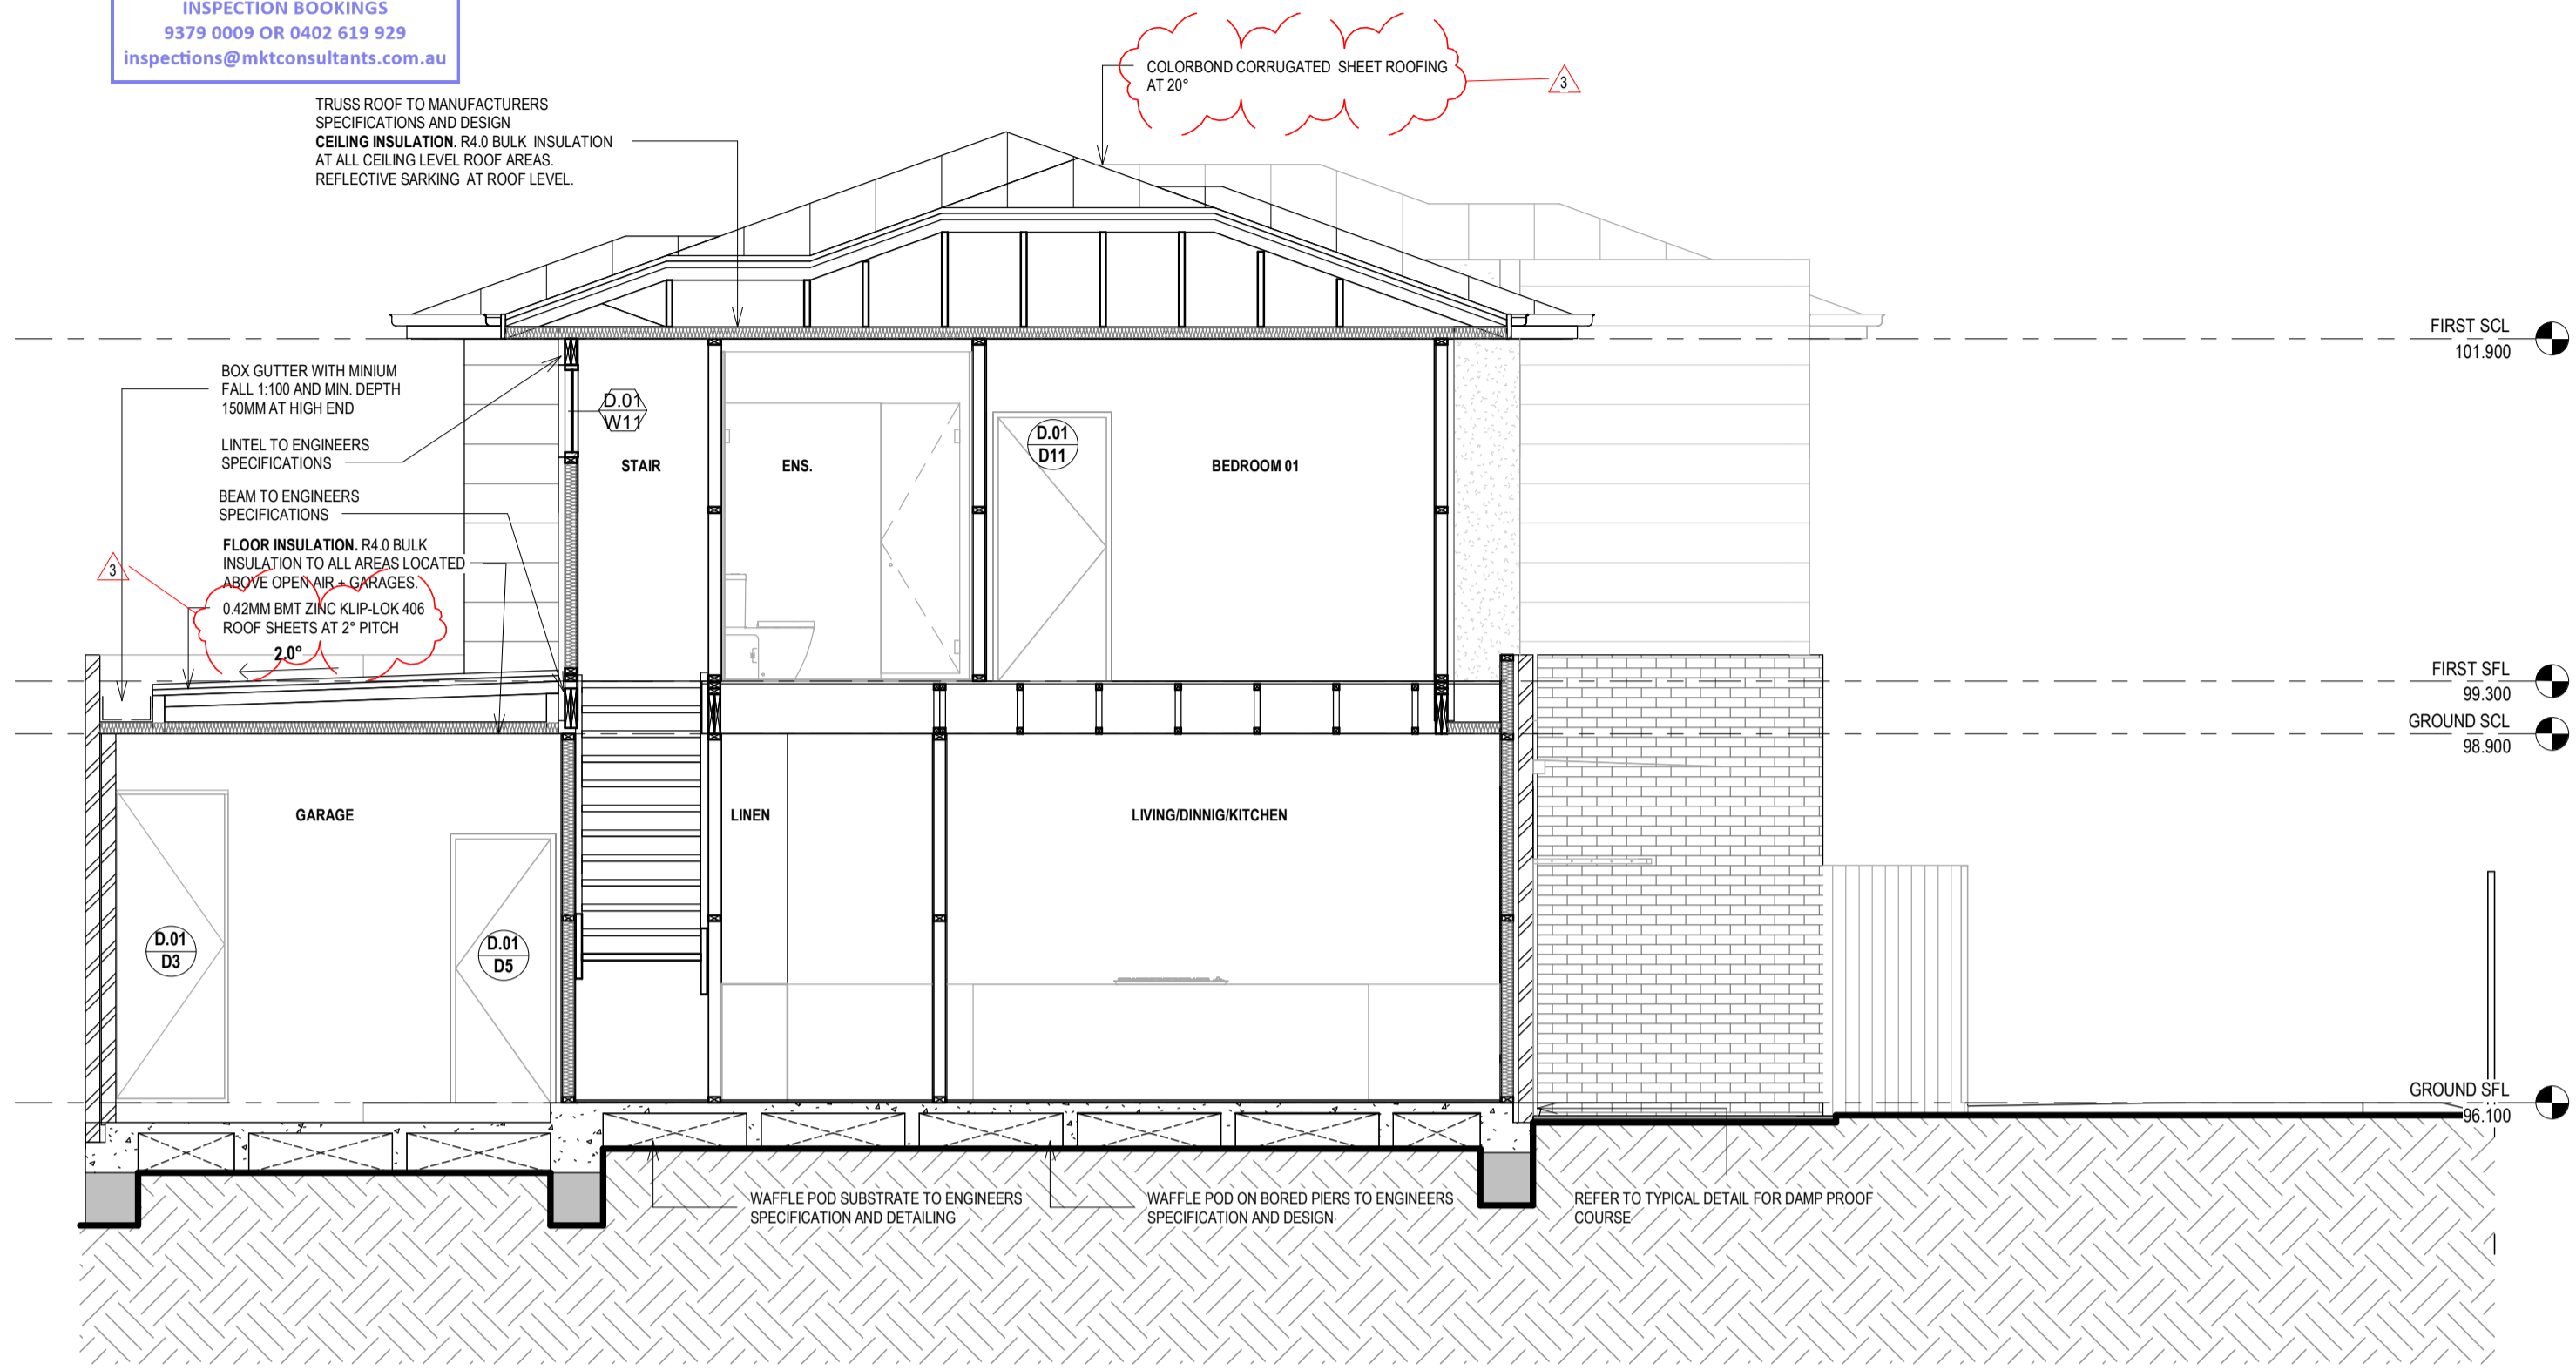 INSPECTION BOOKINGS
9379 0009 OR 0402 619 929
inspections@mktconsultants.com.au
COLORBOND CORRUGATED SHEET ROOFING
AT 20°
3
TRUSS ROOF TO MANUFACTURERS
SPECIFICATIONS AND DESIGN
CEILING INSULATION. R4.0 BULK INSULATION
AT ALL CEILING LEVEL ROOF AREAS.
REFLECTIVE SARKING AT ROOF LEVEL.
FIRST SCL
101.900
BOX GUTTER WITH MINIUM
FALL 1:100 AND MIN. DEPTH
150MM AT HIGH END
LINTEL TO ENGINEERS
SPECIFICATIONS
BEAM TO ENGINEERS
SPECIFICATIONS
FLOOR INSULATION. R4.0 BULK
INSULATION TO ALL AREAS LOCATED
ABOVE OPEN AIR + GARAGES.
3
0.42MM BMT ZINC KLIP-LOK 406
ROOF SHEETS AT 2° PITCH
2.0°
D.01
W11
STAIR
ENS.
D.01
D11
BEDROOM 01
FIRST SFL
99.300
GROUND SCL
98.900
GARAGE
LINEN
LIVING/DINNIG/KITCHEN
D.01
D3
D.01
D5
GROUND SFL
96.100
WAFFLE POD SUBSTRATE TO ENGINEERS
SPECIFICATION AND DETAILING
WAFFLE POD ON BORED PIERS TO ENGINEERS
SPECIFICATION AND DESIGN
REFER TO TYPICAL DETAIL FOR DAMP PROOF
COURSE